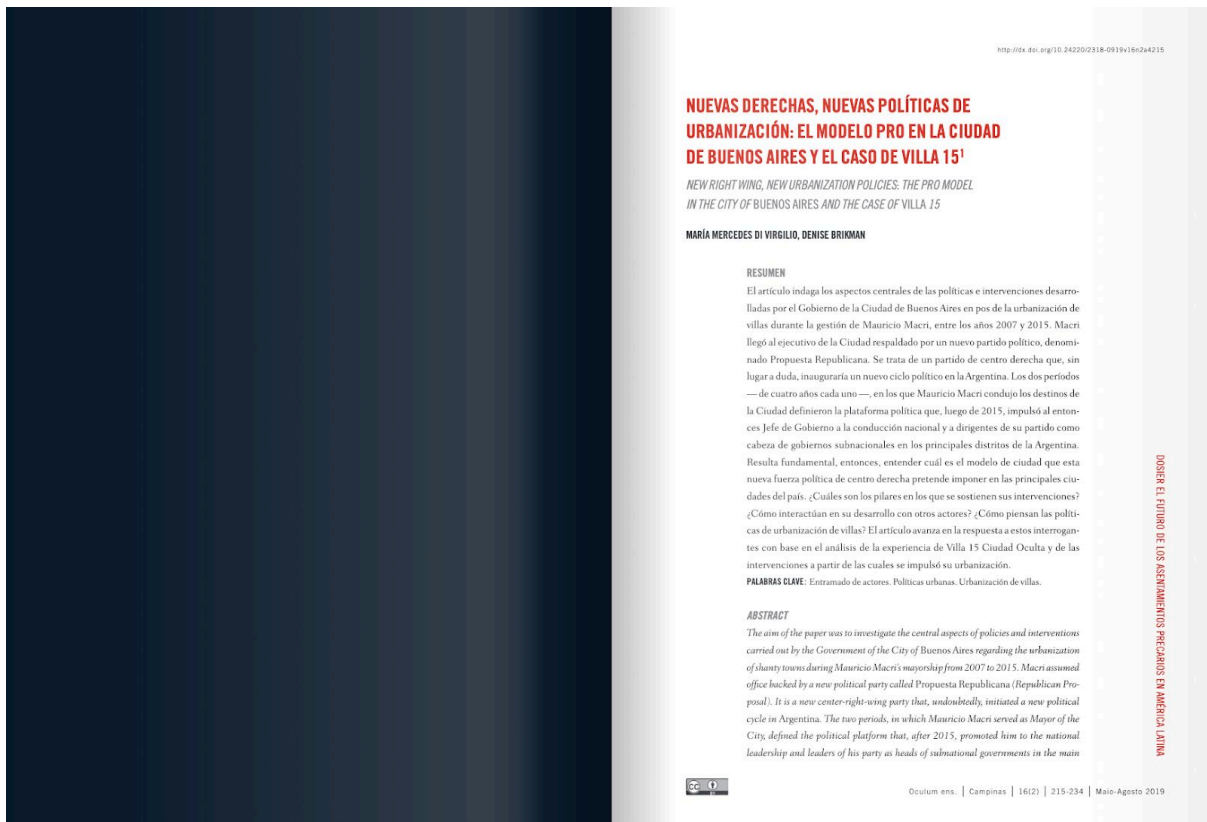 http://dx.doi.org/10.24220/2318-0919v16n2a4215
NUEVAS DERECHAS, NUEVAS POLÍTICAS DE
URBANIZACIÓN: EL MODELO PRO EN LA CIUDAD
DE BUENOS AIRES Y EL CASO DE VILLA 15¹
NEW RIGHT WING, NEW URBANIZATION POLICIES: THE PRO MODEL
IN THE CITY OF BUENOS AIRES AND THE CASE OF VILLA 15
MARÍA MERCEDES DI VIRGILIO, DENISE BRIKMAN
RESUMEN
El artículo indaga los aspectos centrales de las políticas e intervenciones desarro-
lladas por el Gobierno de la Ciudad de Buenos Aires en pos de la urbanización de
villas durante la gestión de Mauricio Macri, entre los años 2007 y 2015. Macri
llegó al ejecutivo de la Ciudad respaldado por un nuevo partido político, denomi-
nado Propuesta Republicana. Se trata de un partido de centro derecha que, sin
lugar a duda, inauguraría un nuevo ciclo político en la Argentina. Los dos períodos
— de cuatro años cada uno —, en los que Mauricio Macri condujo los destinos de
la Ciudad definieron la plataforma política que, luego de 2015, impulsó al enton-
ces Jefe de Gobierno a la conducción nacional y a dirigentes de su partido como
cabeza de gobiernos subnacionales en los principales distritos de la Argentina.
Resulta fundamental, entonces, entender cuál es el modelo de ciudad que esta
nueva fuerza política de centro derecha pretende imponer en las principales ciu-
dades del país. ¿Cuáles son los pilares en los que se sostienen sus intervenciones?
¿Cómo interactúan en su desarrollo con otros actores? ¿Cómo piensan las políti-
cas de urbanización de villas? El artículo avanza en la respuesta a estos interrogan-
tes con base en el análisis de la experiencia de Villa 15 Ciudad Oculta y de las
intervenciones a partir de las cuales se impulsó su urbanización.
PALABRAS CLAVE: Entramado de actores. Políticas urbanas. Urbanización de villas.
ABSTRACT
The aim of the paper was to investigate the central aspects of policies and interventions
carried out by the Government of the City of Buenos Aires regarding the urbanization
of shanty towns during Mauricio Macri's mayorship from 2007 to 2015. Macri assumed
office backed by a new political party called Propuesta Republicana (Republican Pro-
posal). It is a new center-right-wing party that, undoubtedly, initiated a new political
cycle in Argentina. The two periods, in which Mauricio Macri served as Mayor of the
City, defined the political platform that, after 2015, promoted him to the national
leadership and leaders of his party as heads of subnational governments in the main
DOSIER EL FUTURO DE LOS ASENTAMIENTOS PRECARIOS EN AMÉRICA LATINA
cc BY
Oculum ens. | Campinas | 16(2) | 215-234 | Maio-Agosto 2019